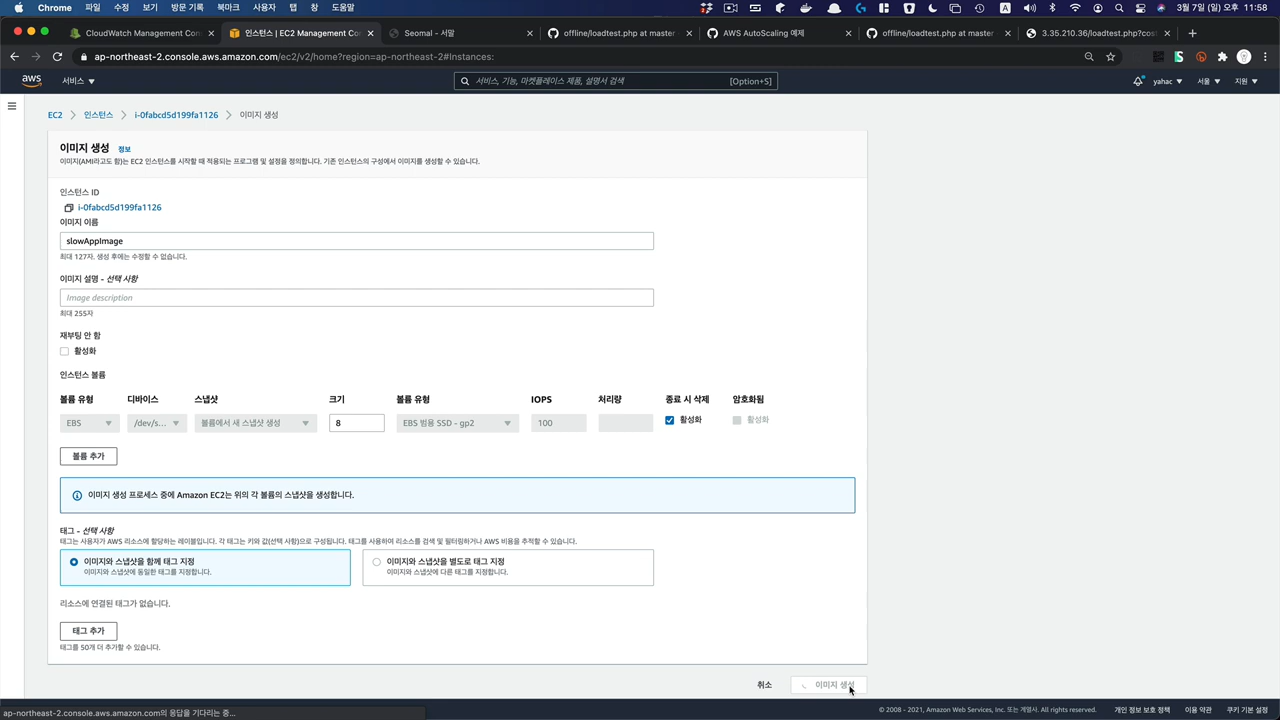 Chrome 파일 수정 보기 방문 기록 북마크 사용자 탭 창 도움말
3월 7일 (일) 오후 11:58
CloudWatch Management Con
인스턴스 | EC2 Management Co
Seomal - 서말
offline/loadtest.php at master
AWS AutoScaling 예제
offline/loadtest.php at master
3.35.210.36/loadtest.php?cost
ap-northeast-2.console.aws.amazon.com/ec2/v2/home?region=ap-northeast-2#Instances:
aws 서비스
서비스, 기능, 마켓플레이스 제품, 설명서 검색 [Option+S]
yahac 서울 지원
EC2 > 인스턴스 > i-0fabcd5d199fa1126 > 이미지 생성
이미지 생성 정보
이미지(AMI라고도 함)는 EC2 인스턴스를 시작할 때 적용되는 프로그램 및 설정을 정의합니다. 기존 인스턴스의 구성에서 이미지를 생성할 수 있습니다.
인스턴스 ID
i-0fabcd5d199fa1126
이미지 이름
slowAppImage
최대 127자. 생성 후에는 수정할 수 없습니다.
이미지 설명 - 선택 사항
Image description
최대 255자
재부팅 안 함
활성화
인스턴스 볼륨
볼륨 유형 디바이스 스냅샷 크기 볼륨 유형 IOPS 처리량 종료 시 삭제 암호화됨
EBS /dev/s... 볼륨에서 새 스냅샷 생성 8 EBS 범용 SSD - gp2 100 활성화 활성화
볼륨 추가
이미지 생성 프로세스 중에 Amazon EC2는 위의 각 볼륨의 스냅샷을 생성합니다.
태그 - 선택 사항
태그는 사용자가 AWS 리소스에 할당하는 레이블입니다. 각 태그는 키와 값(선택 사항)으로 구성됩니다. 태그를 사용하여 리소스를 검색 및 필터링하거나 AWS 비용을 추적할 수 있습니다.
이미지와 스냅샷을 함께 태그 지정
이미지와 스냅샷에 동일한 태그를 지정합니다.
이미지와 스냅샷을 별도로 태그 지정
이미지와 스냅샷에 다른 태그를 지정합니다.
리소스에 연결된 태그가 없습니다.
태그 추가
태그를 50개 더 추가할 수 있습니다.
취소 이미지 생성
ap-northeast-2.console.aws.amazon.com의 응답을 기다리는 중...
© 2008 - 2021, Amazon Web Services, Inc. 또는 계열사. All rights reserved. 개인 정보 보호 정책 이용 약관 쿠키 기본 설정